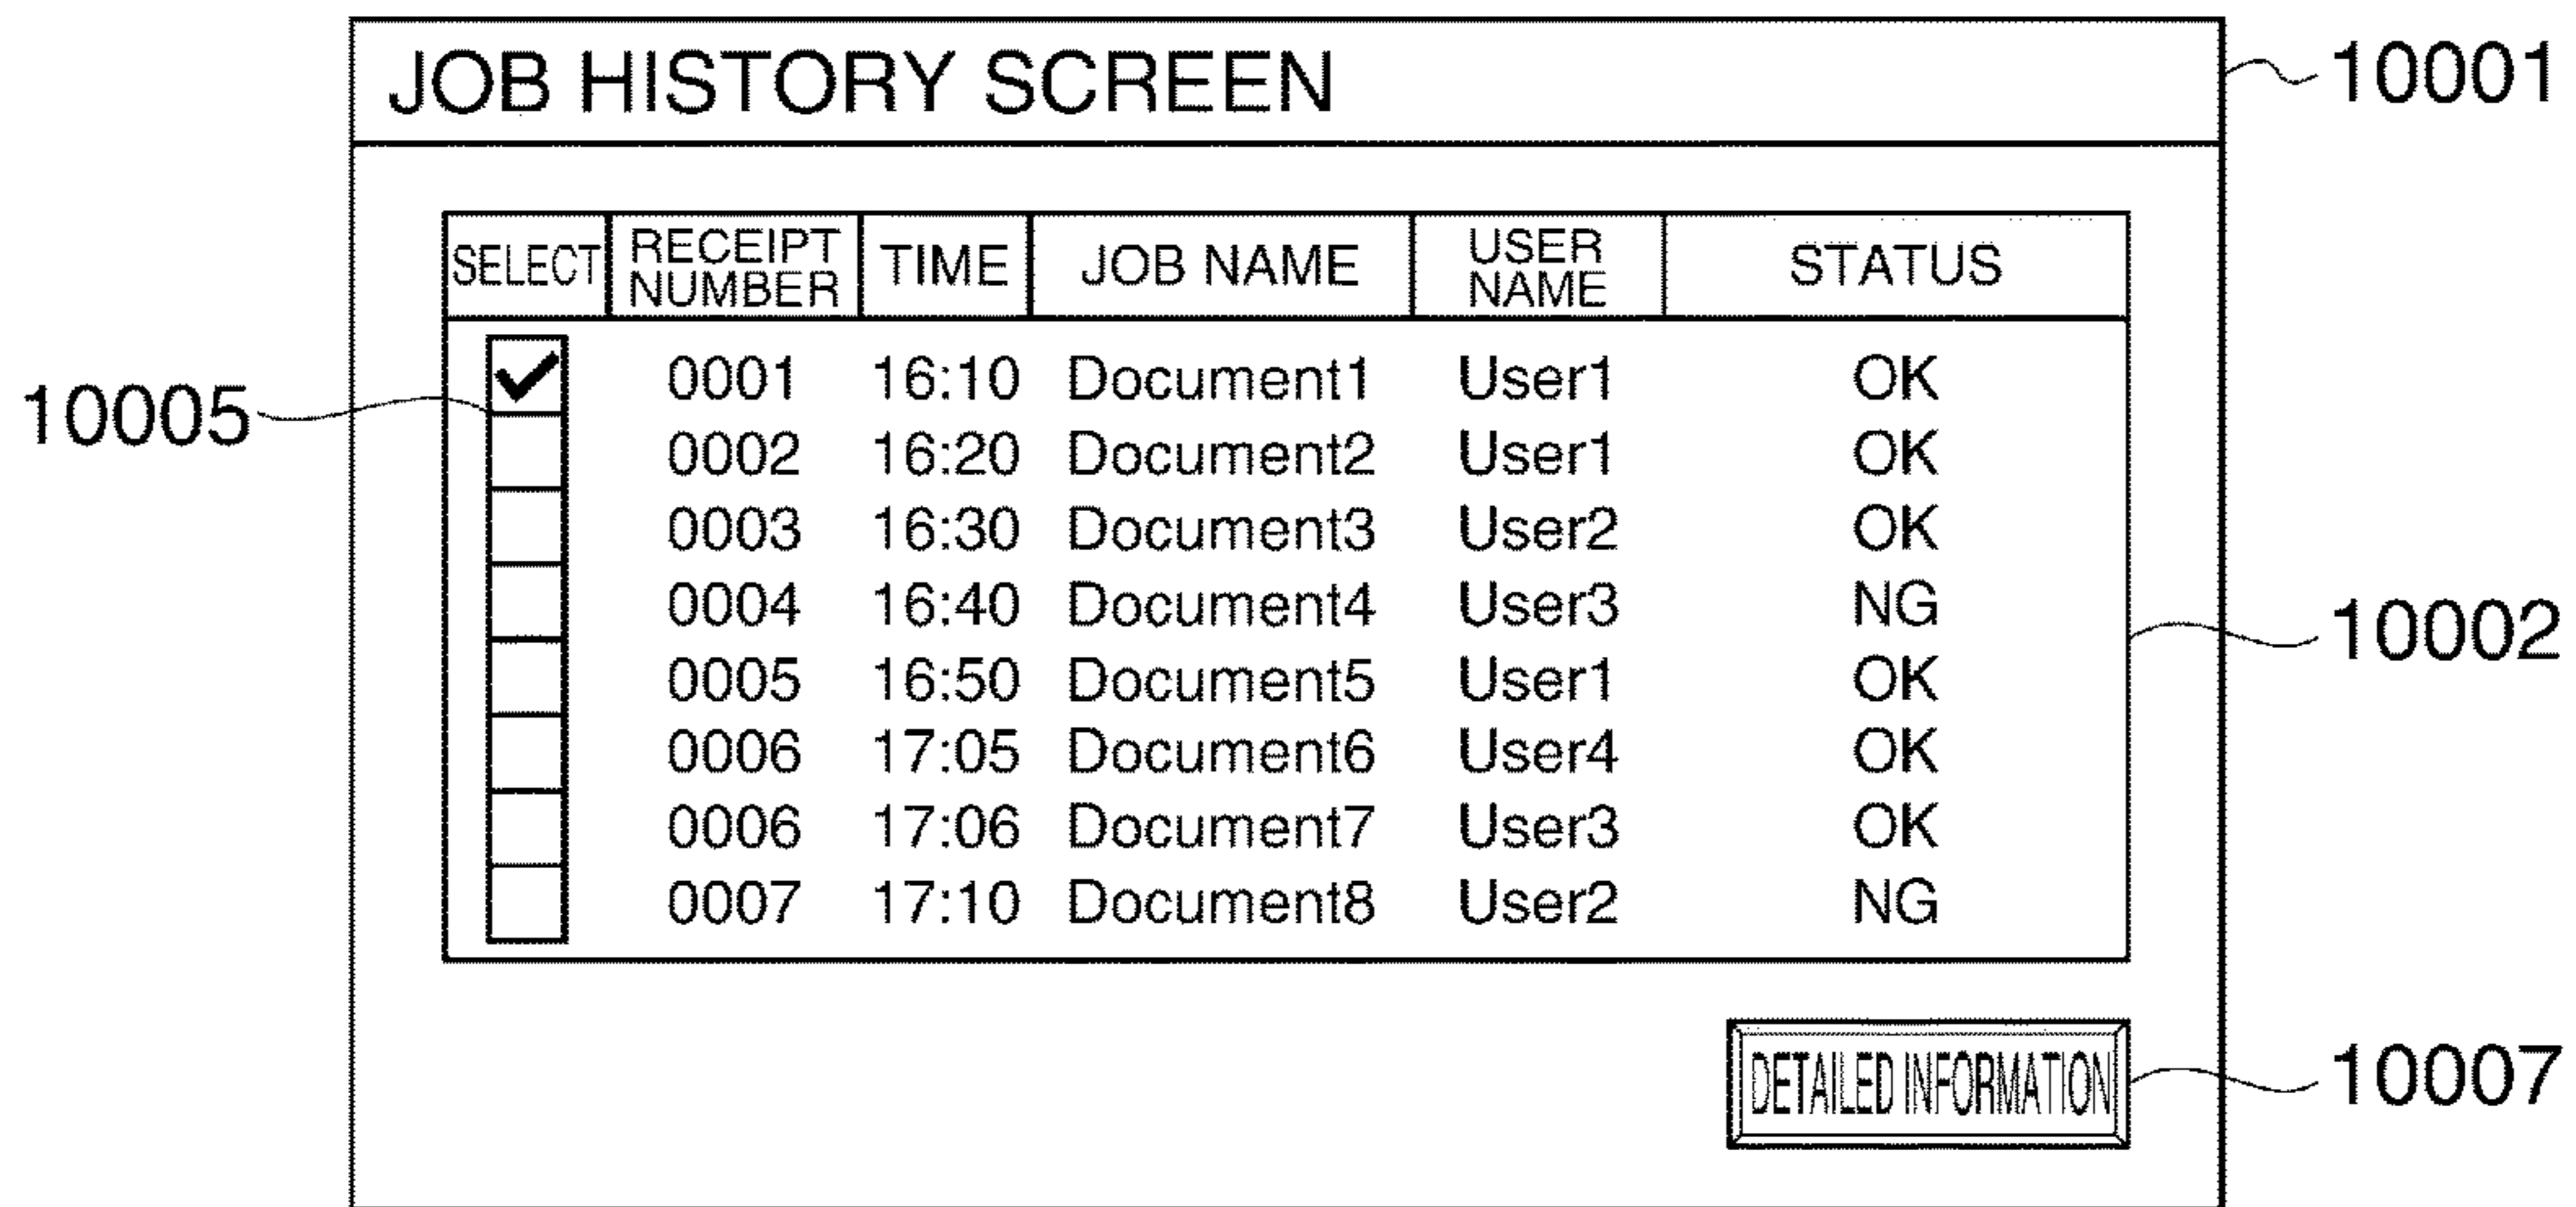 JOB HISTORY SCREEN
10001
SELECT RECEIPT NUMBER TIME JOB NAME USER NAME STATUS
✓ 0001 16:10 Document1 User1 OK
10005
0002 16:20 Document2 User1 OK
0003 16:30 Document3 User2 OK
0004 16:40 Document4 User3 NG
10002
0005 16:50 Document5 User1 OK
0006 17:05 Document6 User4 OK
0006 17:06 Document7 User3 OK
0007 17:10 Document8 User2 NG
DETAILED INFORMATION
10007